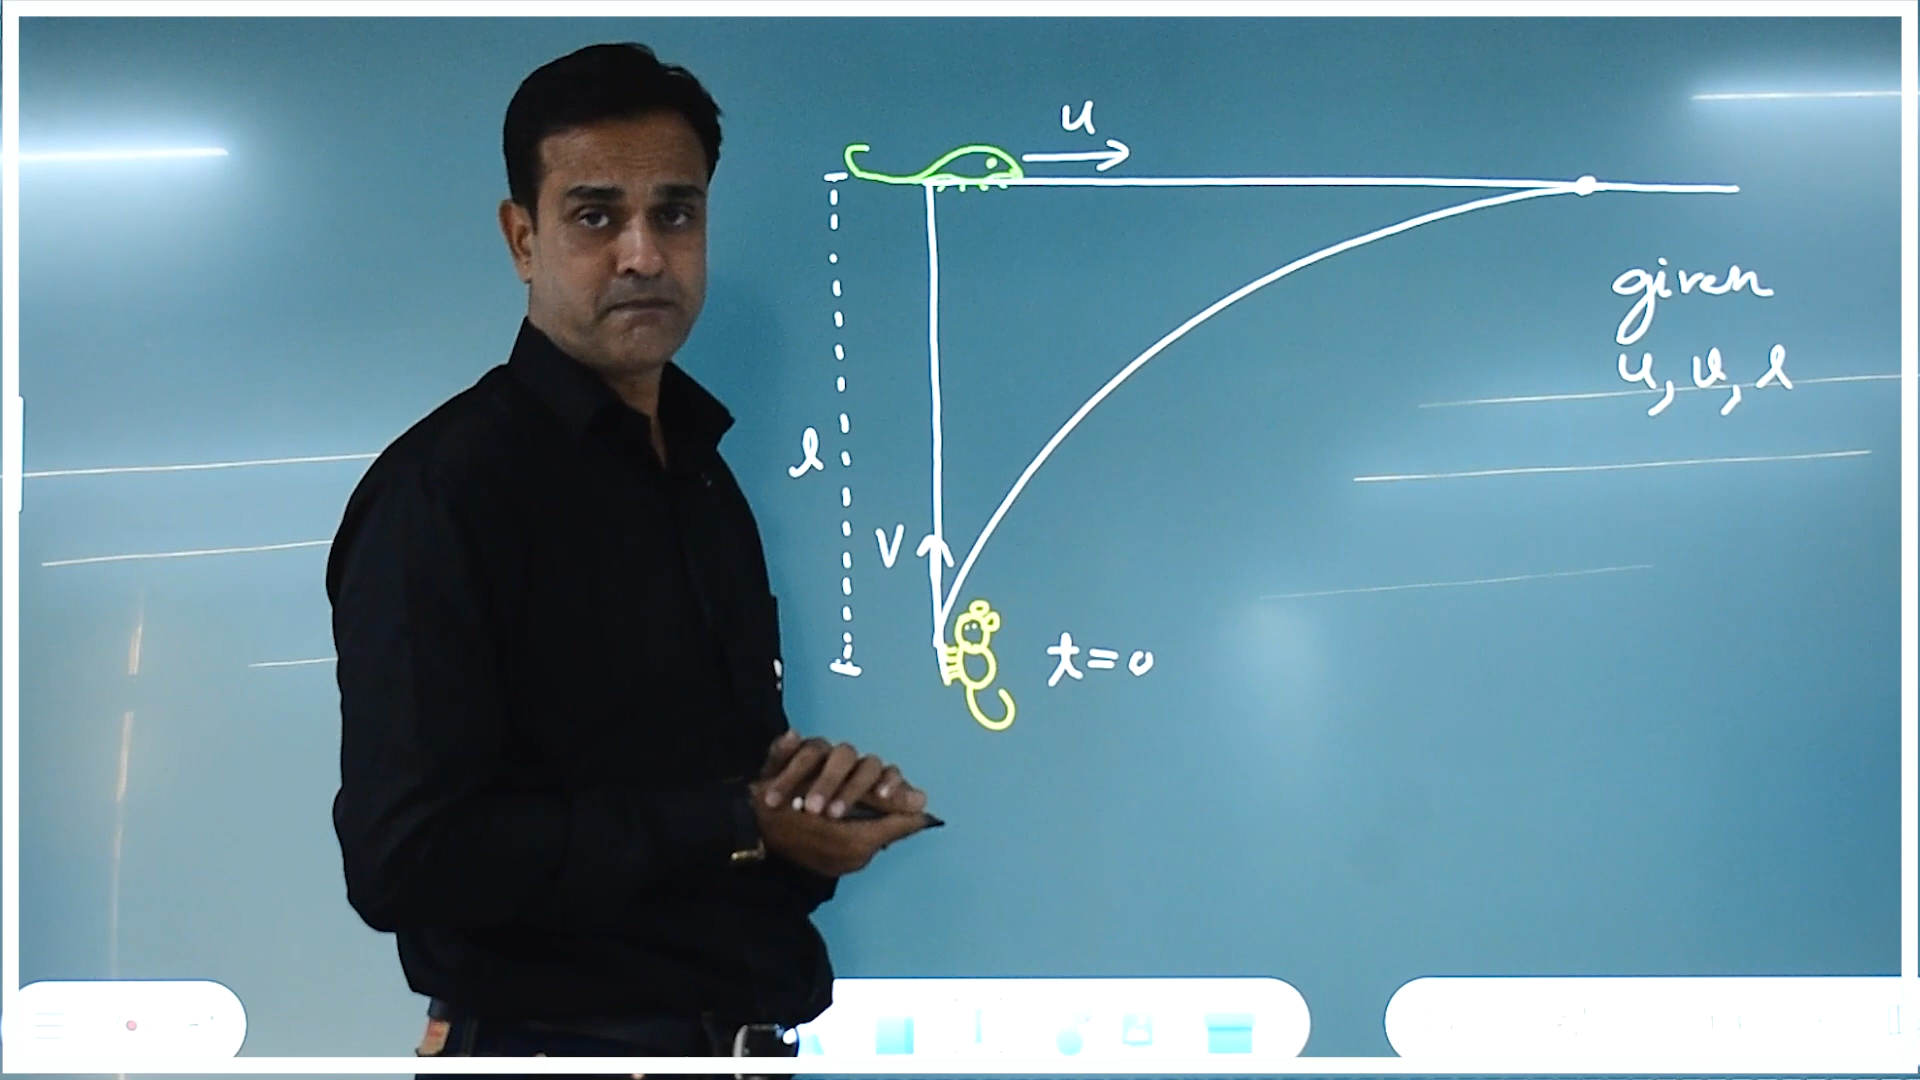 u
given
u, v, l
l
V
t=0